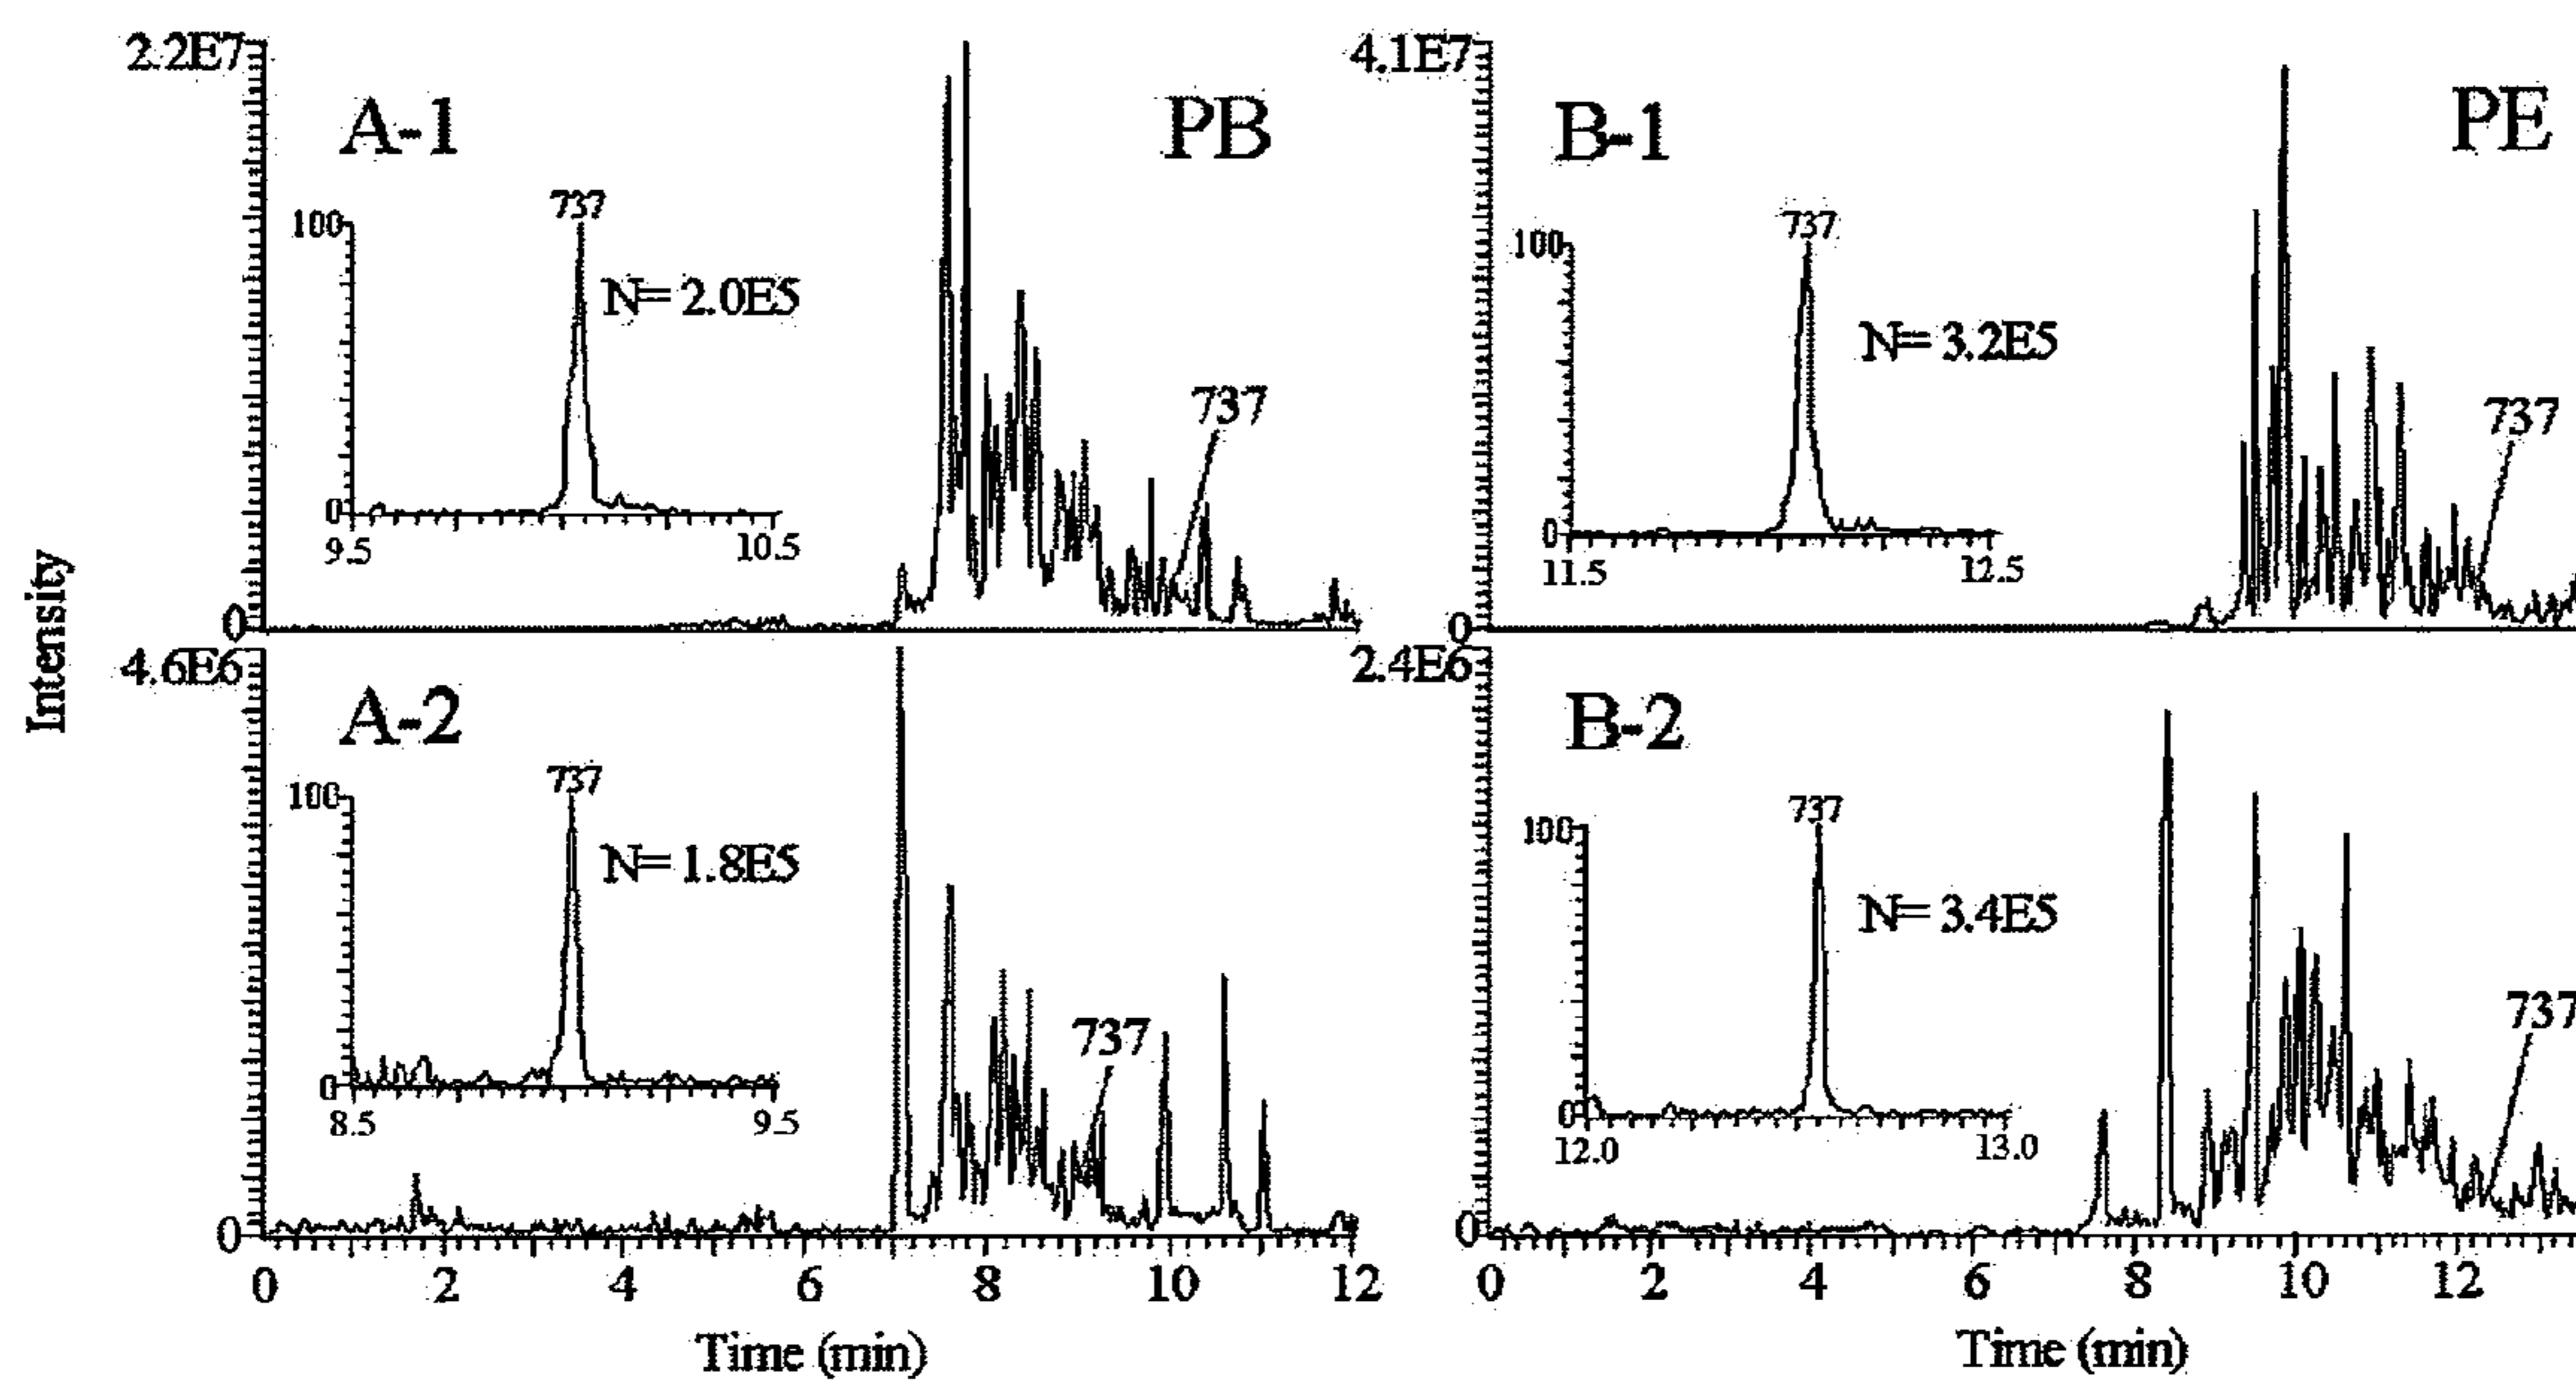 2.2E7
A-1
PB
737
100
N= 2.0E5
737
0
9.5
10.5
0
4.1E7
B-1
PE
737
100
N= 3.2E5
737
0
11.5
12.5
0
Intensity
4.6E6
A-2
737
100
N= 1.8E5
737
0
8.5
9.5
0
0 2 4 6 8 10 12
Time (min)
2.4E6
B-2
737
100
N= 3.4E5
737
0
12.0
13.0
0
0 2 4 6 8 10 12
Time (min)